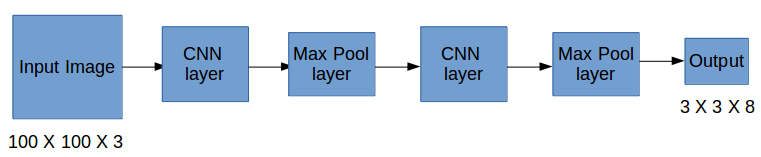 Input Image
CNN
layer
Max Pool
layer
CNN
layer
Max Pool
layer
Output
100 X 100 X 3
3 X 3 X 8